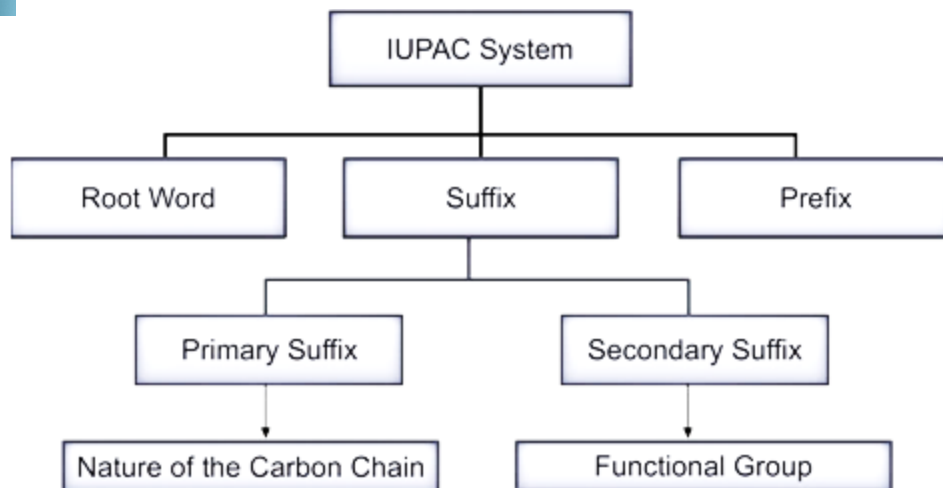 IUPAC System
Root Word
Suffix
Prefix
Primary Suffix
Secondary Suffix
Nature of the Carbon Chain
Functional Group